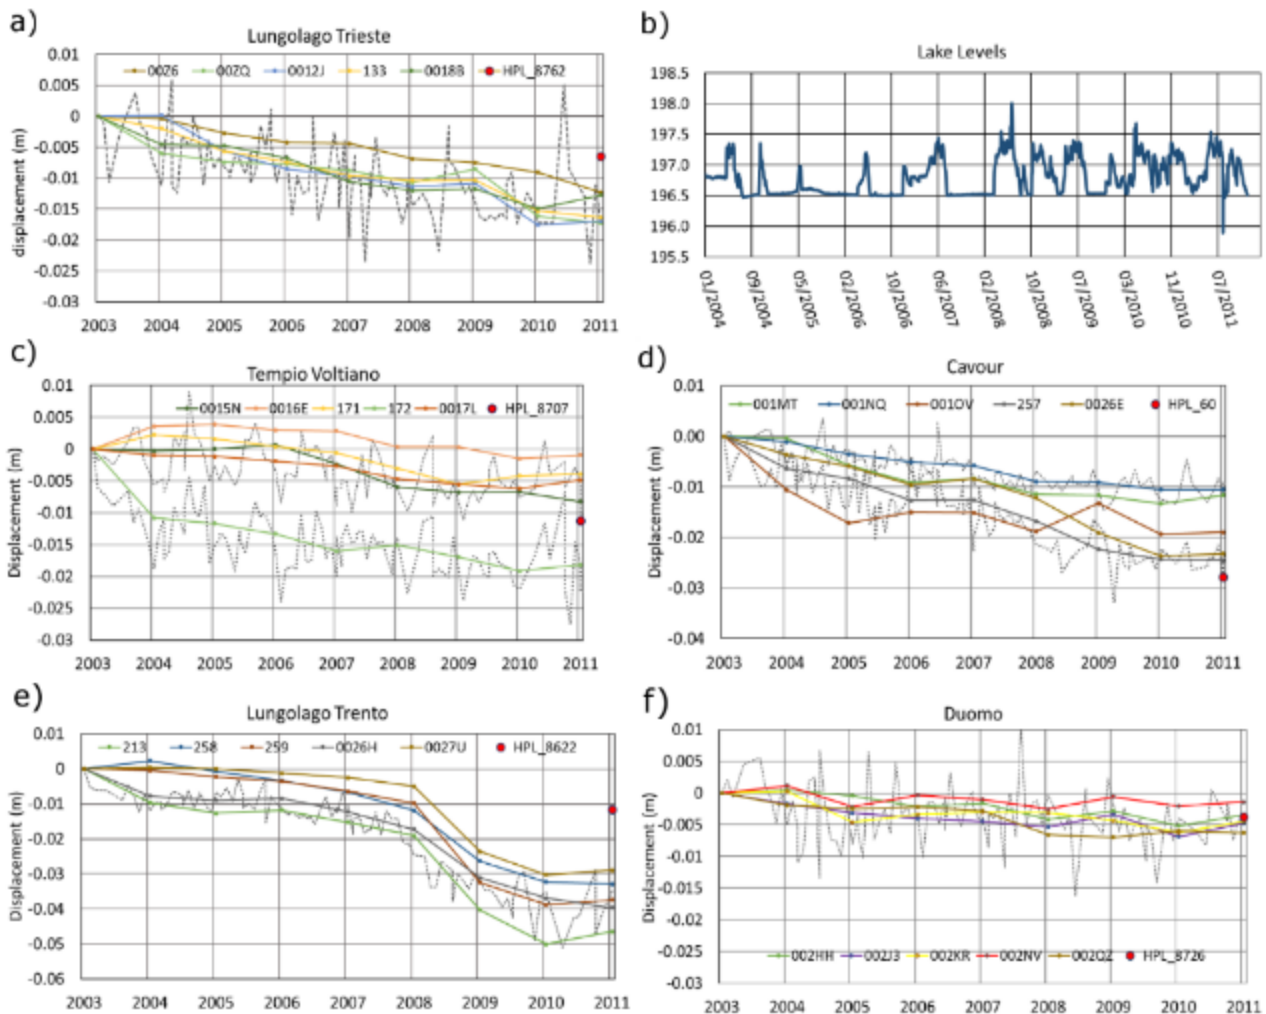 a)
Lungolago Trieste
0.01
0.005
0
-0.005
-0.01
-0.015
-0.02
-0.025
-0.03
displacement (m)
00Z6 00ZQ 0012J 133 0018B HPL_8762
2003 2004 2005 2006 2007 2008 2009 2010 2011
b)
Lake Levels
198.5
198.0
197.5
197.0
196.5
196.0
195.5
01/2004 09/2004 05/2005 02/2006 10/2006 06/2007 02/2008 10/2008 07/2009 03/2010 11/2010 07/2011
c)
Tempio Voltiano
0.01
0.005
0
-0.005
-0.01
-0.015
-0.02
-0.025
-0.03
Displacement (m)
0015N 0016E 171 172 0017L HPL_8707
2003 2004 2005 2006 2007 2008 2009 2010 2011
d)
Cavour
0.01
0.00
-0.01
-0.02
-0.03
-0.04
Displacement (m)
001MT 001NQ 001OV 257 0026E HPL_60
2003 2004 2005 2006 2007 2008 2009 2010 2011
e)
Lungolago Trento
0.01
0
-0.01
-0.02
-0.03
-0.04
-0.05
-0.06
Displacement (m)
213 258 259 0026H 0027U HPL_8622
2003 2004 2005 2006 2007 2008 2009 2010 2011
f)
Duomo
0.01
0.005
0
-0.005
-0.01
-0.015
-0.02
-0.025
-0.03
Displacement (m)
002HH 002J3 002KR 002NV 002QZ HPL_8726
2003 2004 2005 2006 2007 2008 2009 2010 2011